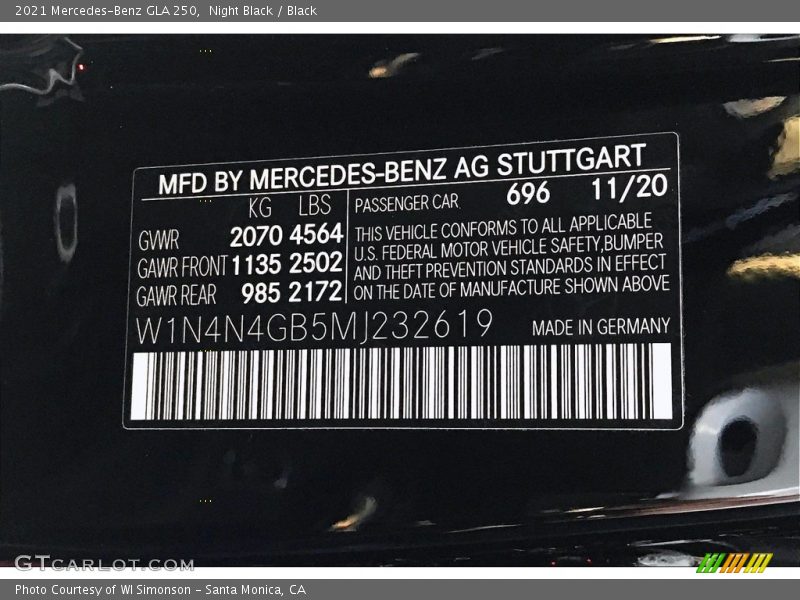 2021 Mercedes-Benz GLA 250,  Night Black / Black
MFD BY MERCEDES-BENZ AG STUTTGART
KG LBS
GVWR 2070 4564
GAWR FRONT 1135 2502
GAWR REAR 985 2172
PASSENGER CAR 696 11/20
THIS VEHICLE CONFORMS TO ALL APPLICABLE
U.S. FEDERAL MOTOR VEHICLE SAFETY,BUMPER
AND THEFT PREVENTION STANDARDS IN EFFECT
ON THE DATE OF MANUFACTURE SHOWN ABOVE
W1N4N4GB5MJ232619 MADE IN GERMANY
GTCARLOT.COM
Photo Courtesy of WI Simonson - Santa Monica, CA